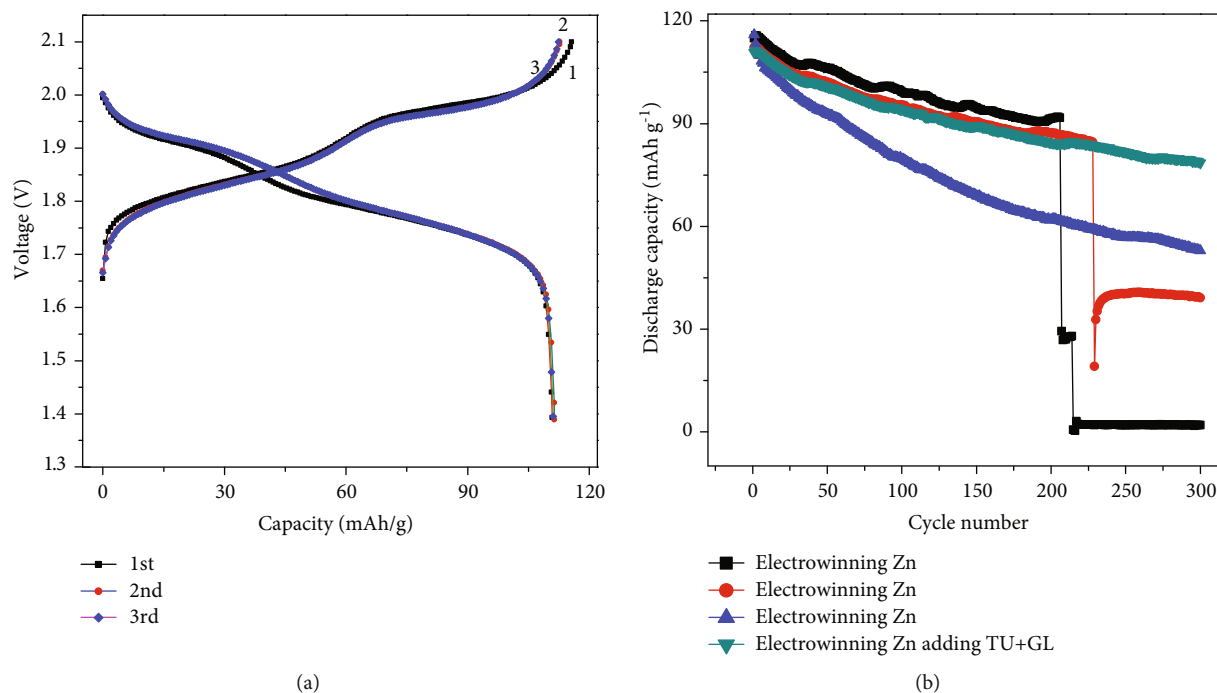 2
2.1
3
1
2.0
1.9
1.8
1.7
1.6
1.5
1.4
1.3
Voltage (V)
0 30 60 90 120
Capacity (mAh/g)
1st
2nd
3rd
(a)
120
90
60
30
0
Discharge capacity (mAh g-1)
0 50 100 150 200 250 300
Cycle number
Electrowinning Zn
Electrowinning Zn
Electrowinning Zn
Electrowinning Zn adding TU+GL
(b)